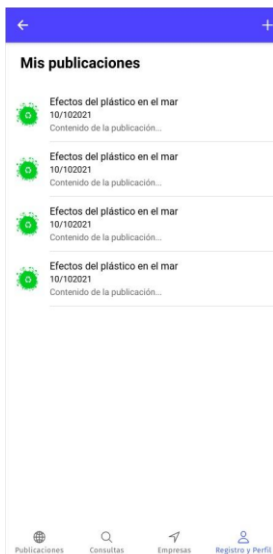 Mis publicaciones
Efectos del plástico en el mar
10/102021
Contenido de la publicación...
Efectos del plástico en el mar
10/102021
Contenido de la publicación...
Efectos del plástico en el mar
10/102021
Contenido de la publicación...
Efectos del plástico en el mar
10/102021
Contenido de la publicación...
Publicaciones Consultas Empresas Registro y Perfil